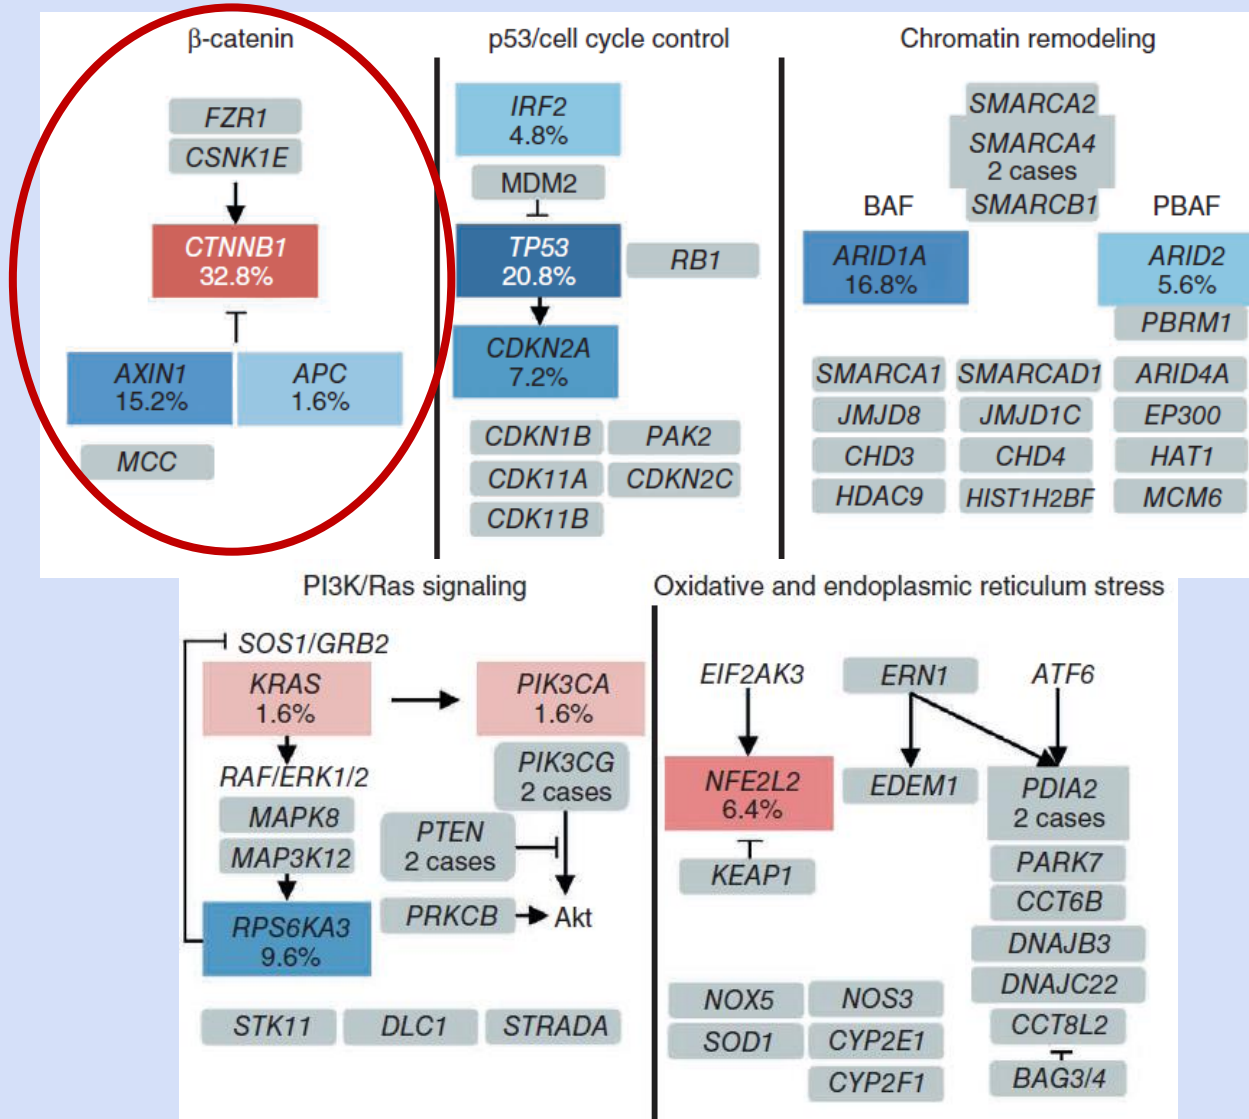 β-catenin
FZR1
CSNK1E
CTNNB1
32.8%
AXIN1
15.2%
APC
1.6%
MCC
p53/cell cycle control
IRF2
4.8%
MDM2
TP53
20.8%
RB1
CDKN2A
7.2%
CDKN1B
PAK2
CDK11A
CDKN2C
CDK11B
Chromatin remodeling
SMARCA2
SMARCA4
2 cases
SMARCB1
BAF
PBAF
ARID1A
16.8%
ARID2
5.6%
PBRM1
SMARCA1
SMARCAD1
ARID4A
JMJD8
JMJD1C
EP300
CHD3
CHD4
HAT1
HDAC9
HIST1H2BF
MCM6
PI3K/Ras signaling
SOS1/GRB2
KRAS
1.6%
PIK3CA
1.6%
RAF/ERK1/2
PIK3CG
2 cases
MAPK8
MAP3K12
PTEN
2 cases
PRKCB
Akt
RPS6KA3
9.6%
STK11
DLC1
STRADA
Oxidative and endoplasmic reticulum stress
EIF2AK3
ERN1
ATF6
NFE2L2
6.4%
EDEM1
PDIA2
2 cases
KEAP1
PARK7
CCT6B
DNAJB3
DNAJC22
CCT8L2
BAG3/4
NOX5
NOS3
SOD1
CYP2E1
CYP2F1